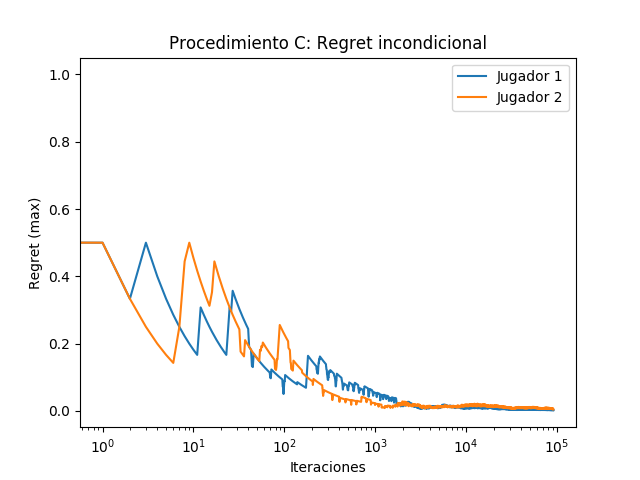 Procedimiento C: Regret incondicional
Jugador 1
Jugador 2
Regret (max)
1.0
0.8
0.6
0.4
0.2
0.0
10⁰ 10¹ 10² 10³ 10⁴ 10⁵
Iteraciones